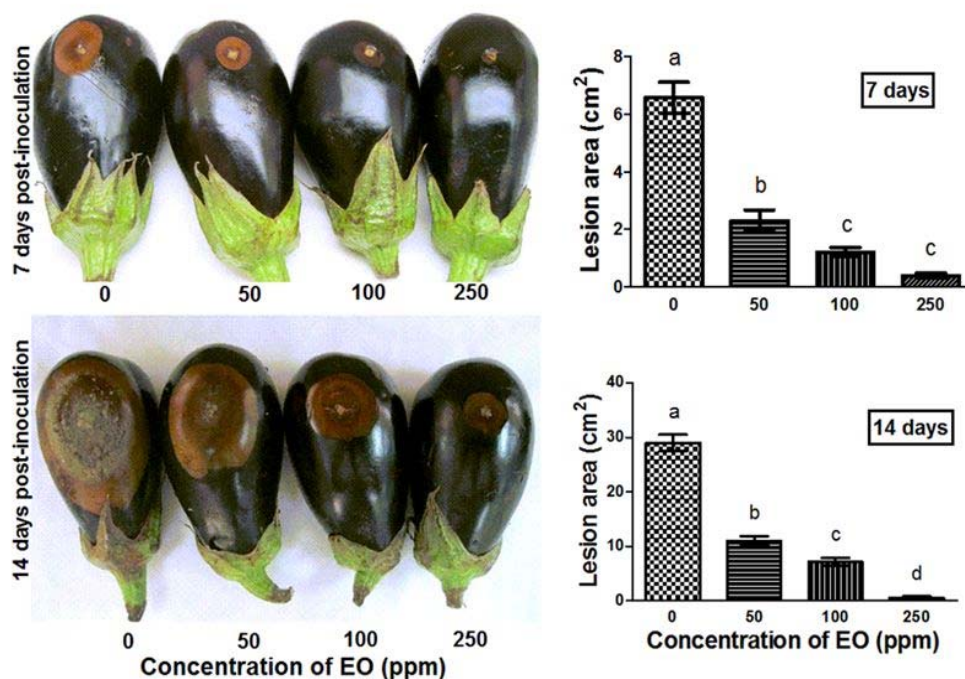 7 days post-inoculation
0 50 100 250
14 days post-inoculation
0 50 100 250
Concentration of EO (ppm)
Lesion area (cm²)
8
6
4
2
0
a
b
c
c
7 days
0 50 100 250
Lesion area (cm²)
40
30
20
10
0
a
b
c
d
14 days
0 50 100 250
Concentration of EO (ppm)